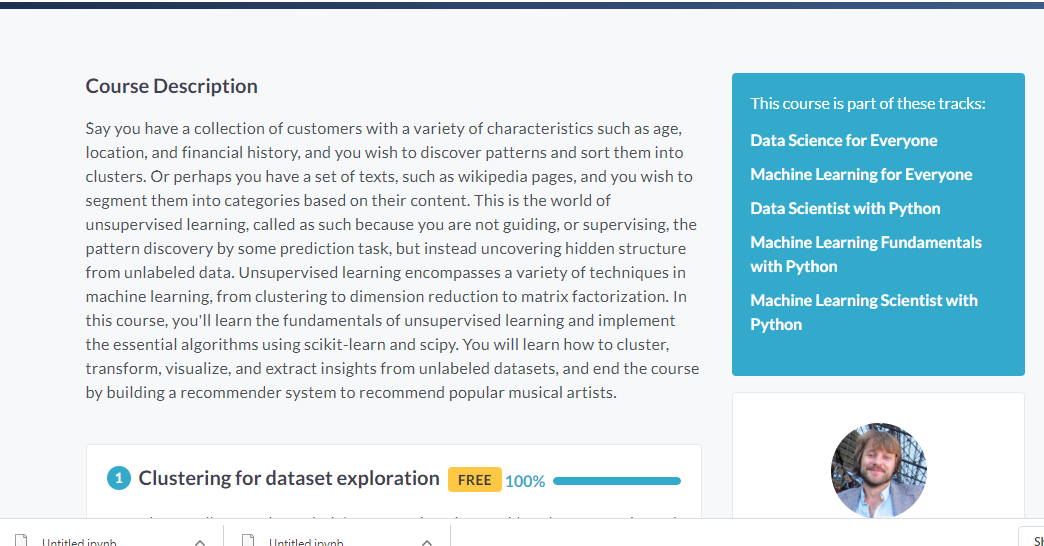 Course Description
Say you have a collection of customers with a variety of characteristics such as age,
location, and financial history, and you wish to discover patterns and sort them into
clusters. Or perhaps you have a set of texts, such as wikipedia pages, and you wish to
segment them into categories based on their content. This is the world of
unsupervised learning, called as such because you are not guiding, or supervising, the
pattern discovery by some prediction task, but instead uncovering hidden structure
from unlabeled data. Unsupervised learning encompasses a variety of techniques in
machine learning, from clustering to dimension reduction to matrix factorization. In
this course, you'll learn the fundamentals of unsupervised learning and implement
the essential algorithms using scikit-learn and scipy. You will learn how to cluster,
transform, visualize, and extract insights from unlabeled datasets, and end the course
by building a recommender system to recommend popular musical artists.
1 Clustering for dataset exploration FREE 100%
This course is part of these tracks:
Data Science for Everyone
Machine Learning for Everyone
Data Scientist with Python
Machine Learning Fundamentals
with Python
Machine Learning Scientist with
Python
Untitled.ipynb
Untitled.ipynb